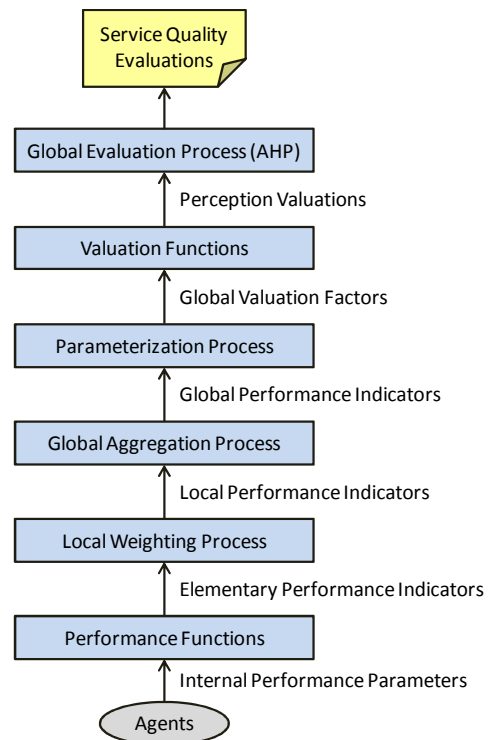 Service Quality
Evaluations
Global Evaluation Process (AHP)
Perception Valuations
Valuation Functions
Global Valuation Factors
Parameterization Process
Global Performance Indicators
Global Aggregation Process
Local Performance Indicators
Local Weighting Process
Elementary Performance Indicators
Performance Functions
Internal Performance Parameters
Agents